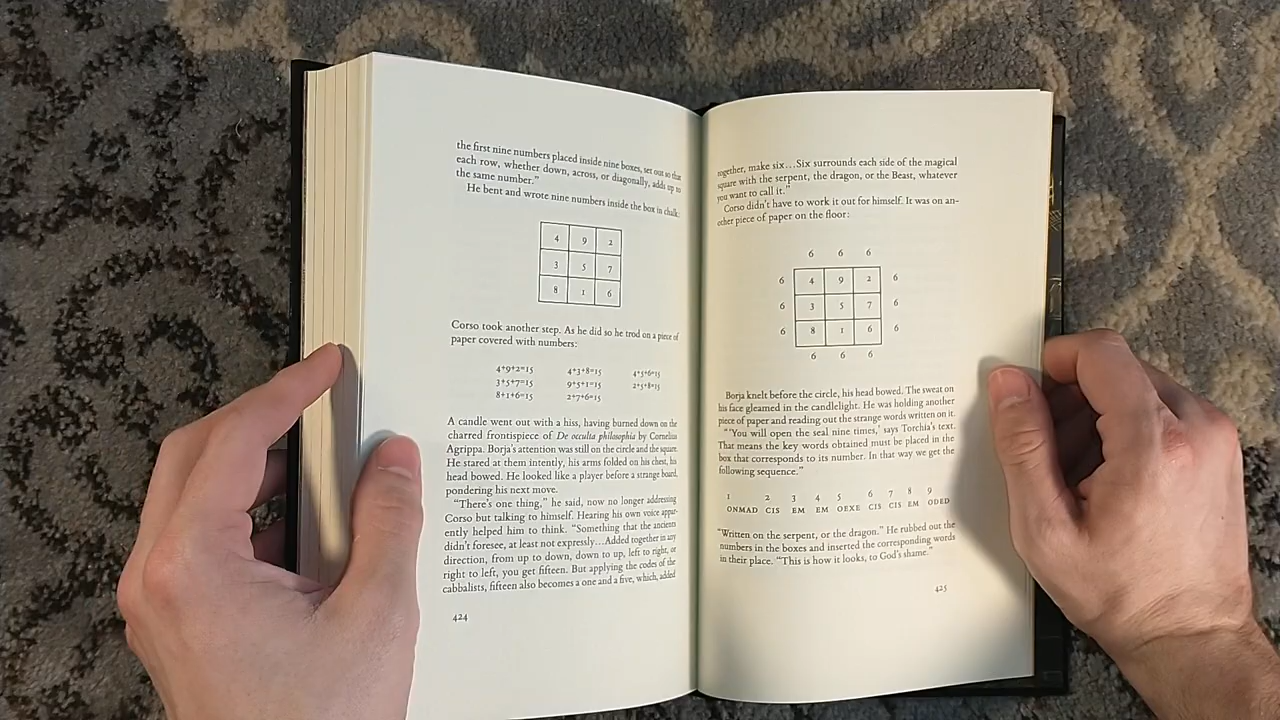 the first nine numbers placed inside nine boxes, set out so that
each row, whether down, across, or diagonally, adds up to
the same number."
He bent and wrote nine numbers inside the box in chalk:
4 9 2
3 5 7
8 1 6
Corso took another step. As he did so he trod on a piece of
paper covered with numbers:
4+9+2=15 4+3+8=15 4+5+6=15
3+5+7=15 9+5+1=15 2+5+8=15
8+1+6=15 2+7+6=15
A candle went out with a hiss, having burned down on the
charred frontispiece of De occulta philosophia by Cornelius
Agrippa. Borja's attention was still on the circle and the square.
He stared at them intently, his arms folded on his chest, his
head bowed. He looked like a player before a strange board,
pondering his next move.
"There's one thing," he said, now no longer addressing
Corso but talking to himself. Hearing his own voice appar-
ently helped him to think. "Something that the ancients
didn't foresee, at least not expressly...Added together in any
direction, from up to down, down to up, left to right, or
right to left, you get fifteen. But applying the codes of the
cabbalists, fifteen also becomes a one and a five, which, added
424
together, make six...Six surrounds each side of the magical
square with the serpent, the dragon, or the Beast, whatever
you want to call it."
Corso didn't have to work it out for himself. It was on an-
other piece of paper on the floor:
6 6 6
6 4 9 2 6
6 3 5 7 6
6 8 1 6 6
6 6 6
Borja knelt before the circle, his head bowed. The sweat on
his face gleamed in the candlelight. He was holding another
piece of paper and reading out the strange words written on it.
"'You will open the seal nine times,' says Torchia's text.
That means the key words obtained must be placed in the
box that corresponds to its number. In that way we get the
following sequence."
1 2 3 4 5 6 7 8 9
ONMAD CIS EM EM OEXE CIS CIS EM ODED
"Written on the serpent, or the dragon." He rubbed out the
numbers in the boxes and inserted the corresponding words
in their place. "This is how it looks, to God's shame."
425